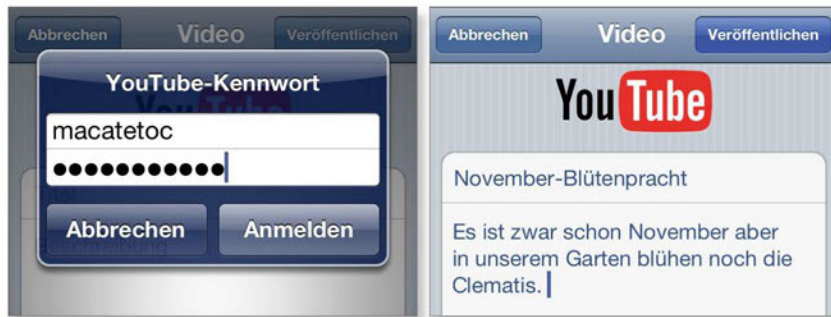 Abbrechen Video Veröffentlichen
YouTube-Kennwort
macatetoc
●●●●●●●●●●●
Abbrechen Anmelden
Abbrechen Video Veröffentlichen
YouTube
November-Blütenpracht
Es ist zwar schon November aber
in unserem Garten blühen noch die
Clematis.